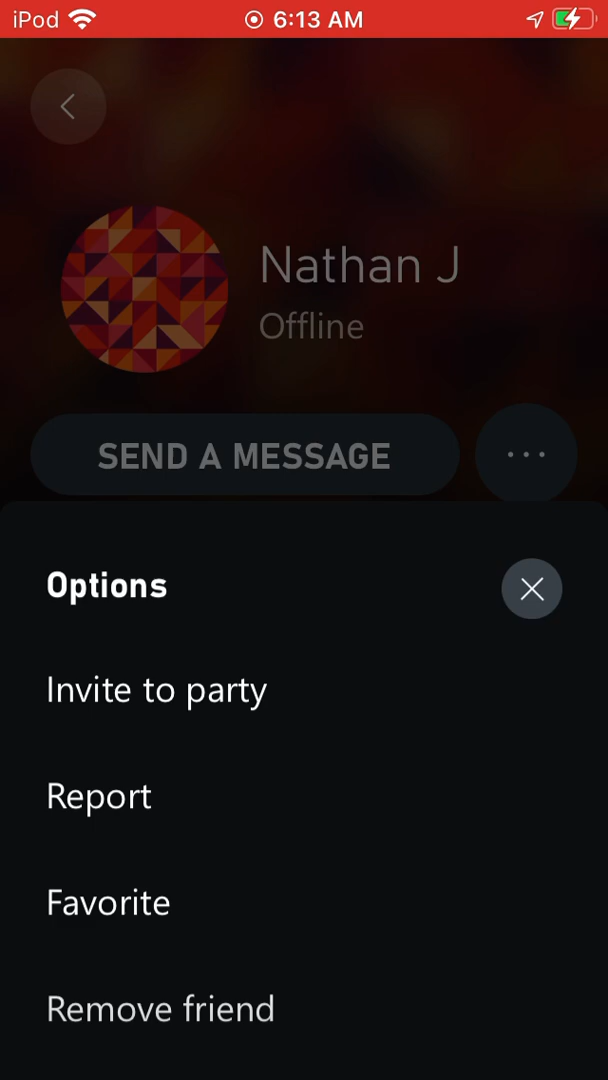 iPod 6:13 AM
Nathan J
Offline
SEND A MESSAGE
Options
Invite to party
Report
Favorite
Remove friend